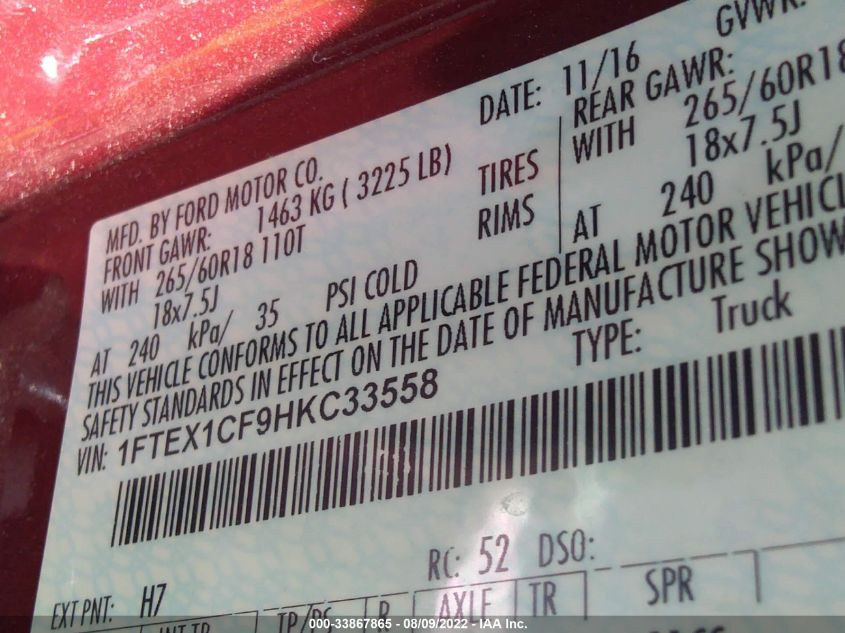 GVWR:
DATE: 11/16
REAR GAWR:
MFD. BY FORD MOTOR CO.
FRONT GAWR: 1463 KG ( 3225 LB)
WITH 265/60R18 110T TIRES WITH 265/60R18
18x7.5J RIMS 18x7.5J
AT 240 kPa/ 35 PSI COLD AT 240 kPa/
THIS VEHICLE CONFORMS TO ALL APPLICABLE FEDERAL MOTOR
SAFETY STANDARDS IN EFFECT ON THE DATE OF MANUFACTURE
VIN: 1FTEX1CF9HKC33558 TYPE: Truck
RC: 52 DSO:
EXT PNT: H7
TP/PS R AXLE TR SPR
000-33867865 - 08/09/2022 - IAA Inc.